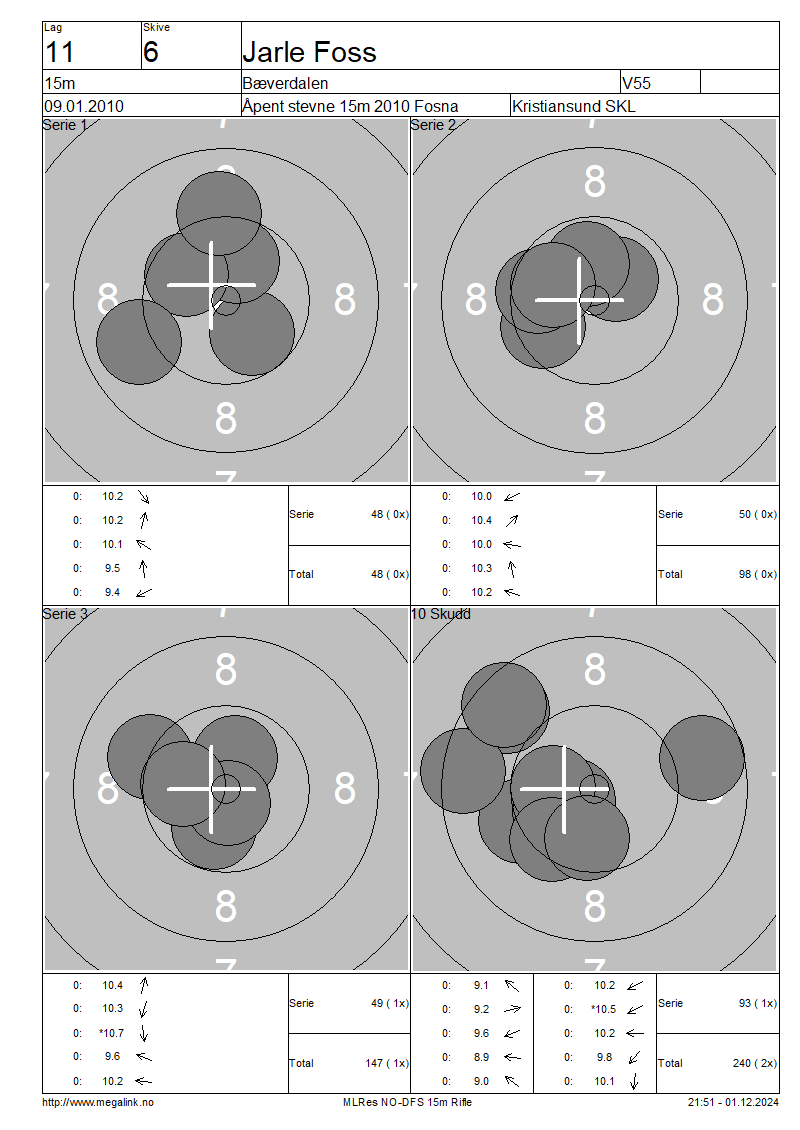 Lag Skive
11 6 Jarle Foss
15m Bæverdalen V55
09.01.2010 Åpent stevne 15m 2010 Fosna Kristiansund SKL
Serie 1 7
8
7 8 8 7
8
7
Serie 2 7
8
7 8 8 7
8
7
0: 10.2
0: 10.2
0: 10.1
0: 9.5
0: 9.4
Serie 48 ( 0x)
Total 48 ( 0x)
0: 10.0
0: 10.4
0: 10.0
0: 10.3
0: 10.2
Serie 50 ( 0x)
Total 98 ( 0x)
Serie 3 7
8
7 8 8 7
8
7
10 Skudd 7
8
7 8
8
7
0: 10.4
0: 10.3
0: *10.7
0: 9.6
0: 10.2
Serie 49 ( 1x)
Total 147 ( 1x)
0: 9.1
0: 9.2
0: 9.6
0: 8.9
0: 9.0
0: 10.2
0: *10.5
0: 10.2
0: 9.8
0: 10.1
Serie 93 ( 1x)
Total 240 ( 2x)
http://www.megalink.no MLRes NO-DFS 15m Rifle 21:51 - 01.12.2024